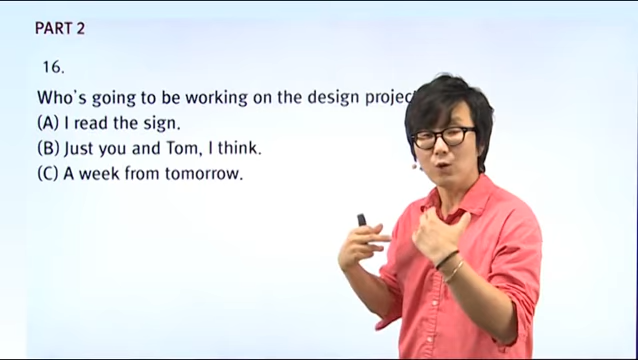 PART 2
16.
Who's going to be working on the design
(A) I read the sign.
(B) Just you and Tom, I think.
(C) A week from tomorrow.